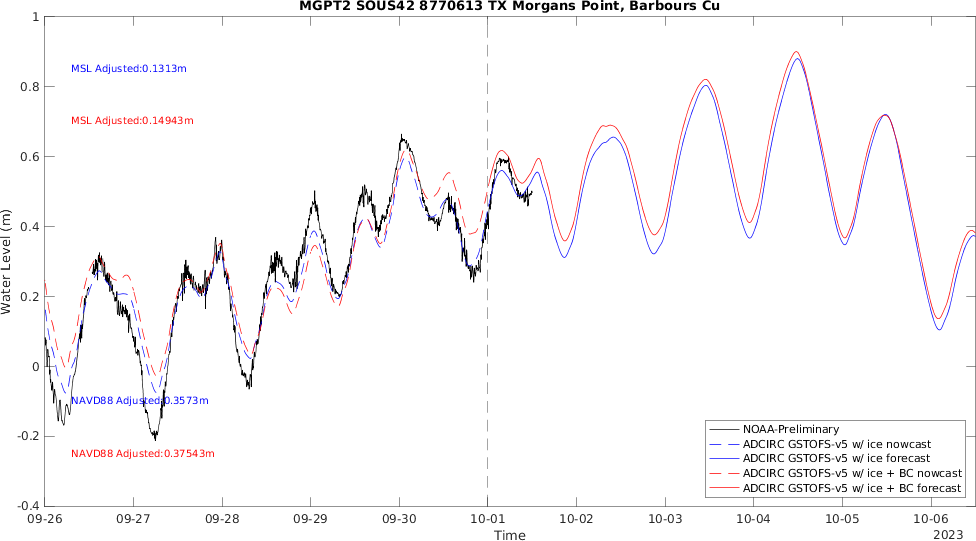 MGPT2 SOUS42 8770613 TX Morgans Point, Barbours Cu
1
0.8
0.6
0.4
0.2
0
-0.2
-0.4
Water Level (m)
MSL Adjusted:0.1313m
MSL Adjusted:0.14943m
NAVD88 Adjusted:0.3573m
NAVD88 Adjusted:0.37543m
NOAA-Preliminary
ADCIRC GSTOFS-v5 w/ ice nowcast
ADCIRC GSTOFS-v5 w/ ice forecast
ADCIRC GSTOFS-v5 w/ ice + BC nowcast
ADCIRC GSTOFS-v5 w/ ice + BC forecast
09-26 09-27 09-28 09-29 09-30 10-01 10-02 10-03 10-04 10-05 10-06
Time
2023